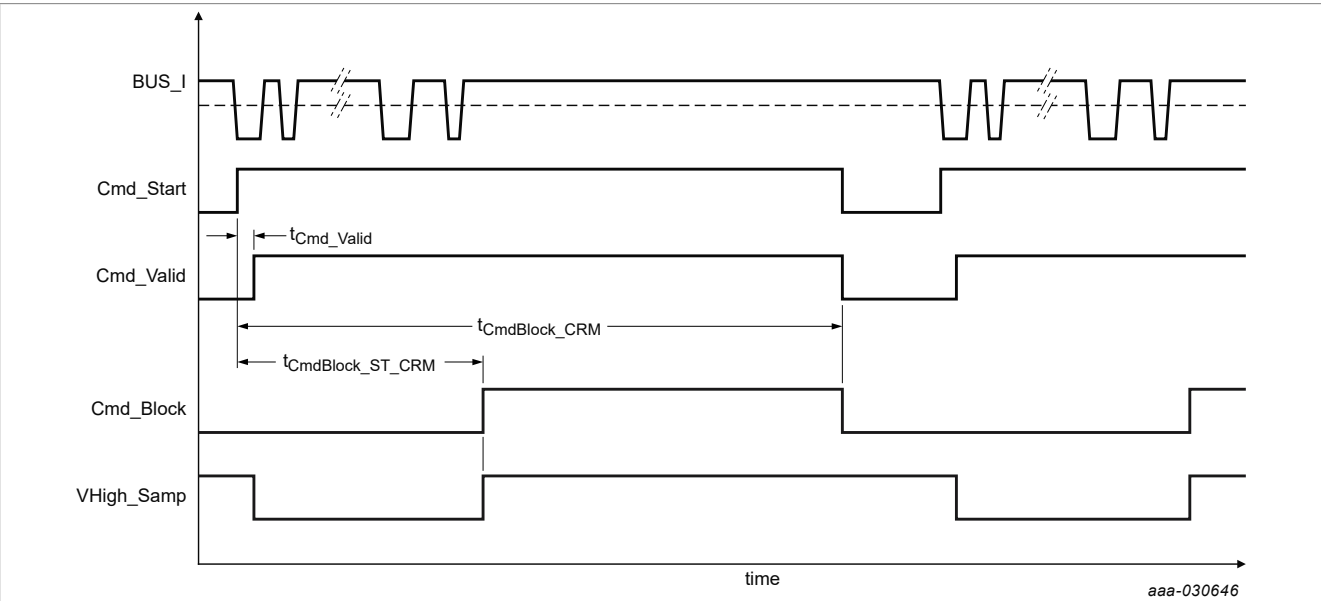 BUS_I
Cmd_Start
tCmd_Valid
Cmd_Valid
tCmdBlock_CRM
tCmdBlock_ST_CRM
Cmd_Block
VHigh_Samp
time
aaa-030646